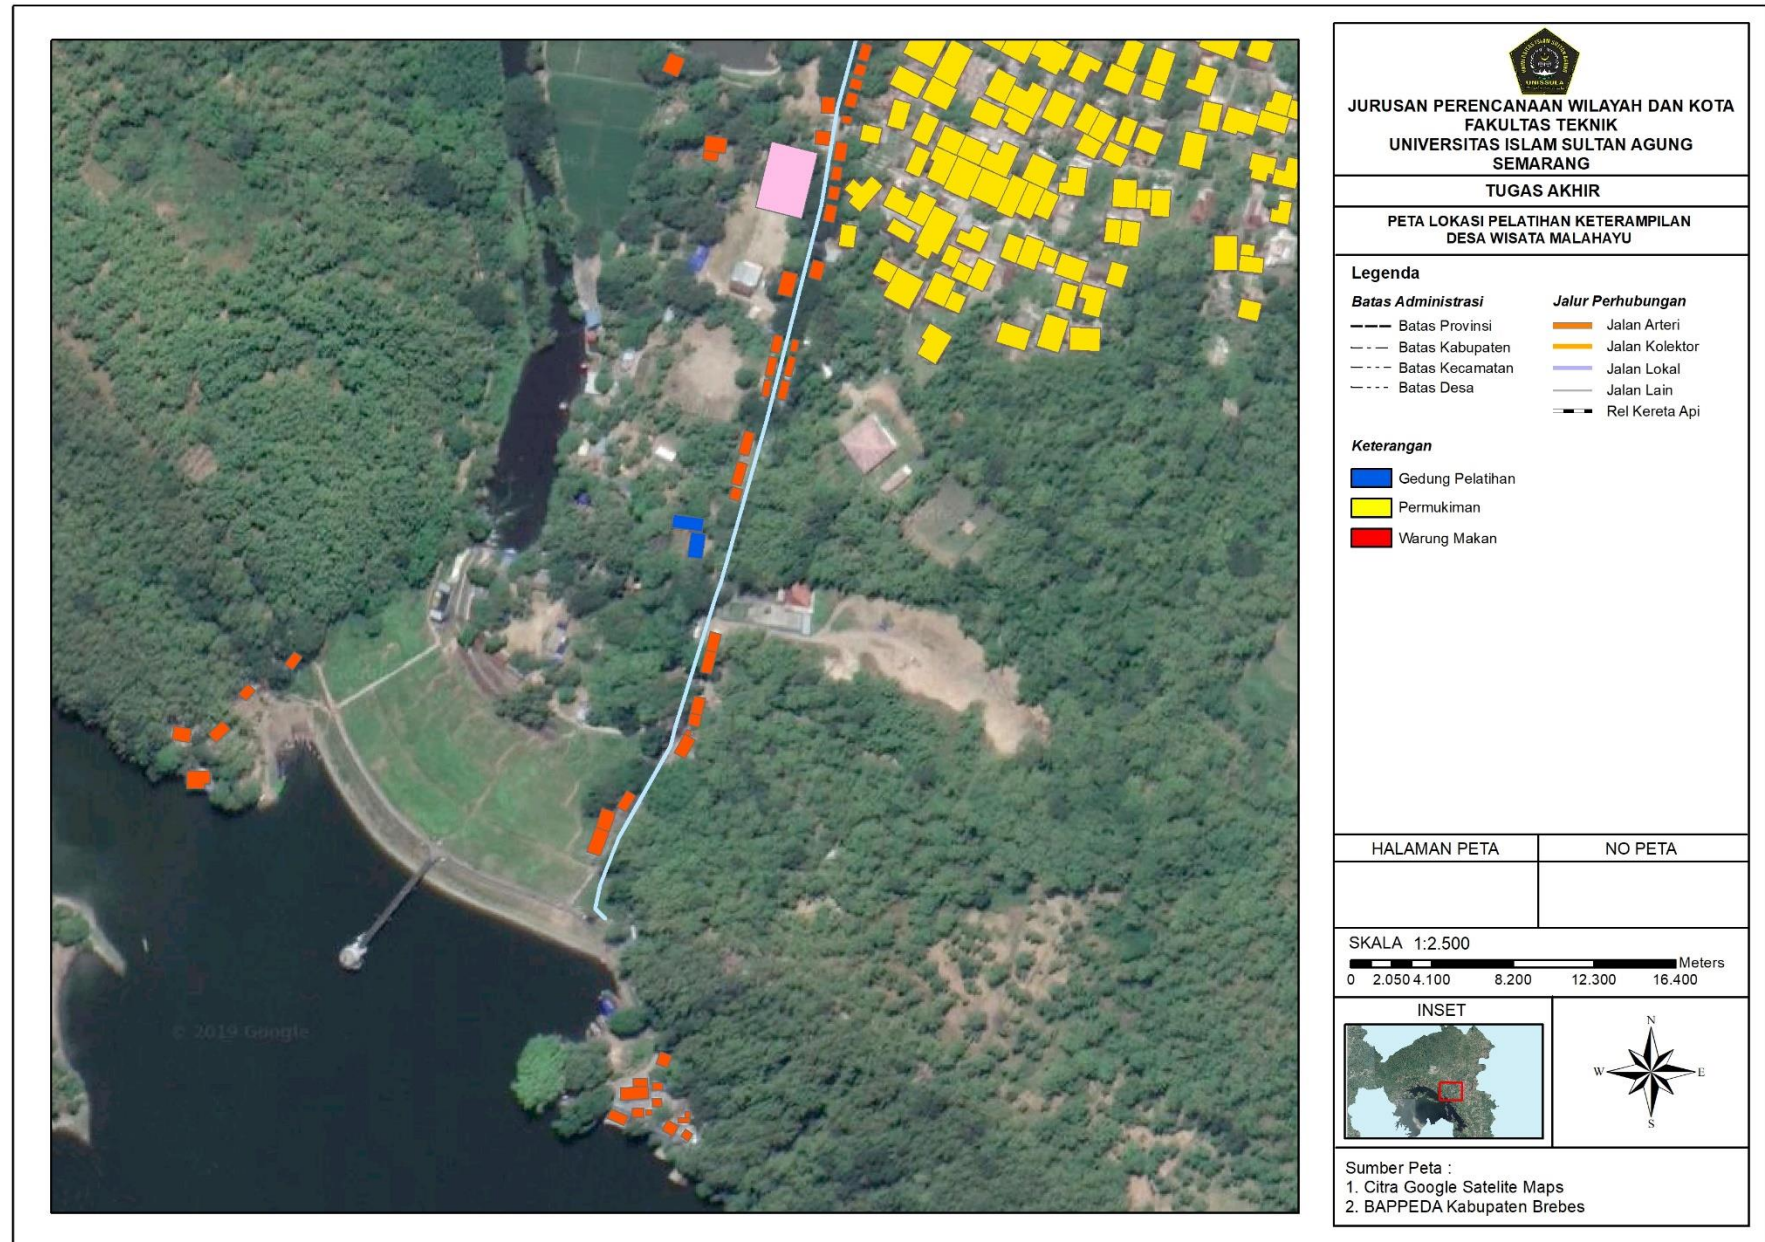 JURUSAN PERENCANAAN WILAYAH DAN KOTA
FAKULTAS TEKNIK
UNIVERSITAS ISLAM SULTAN AGUNG
SEMARANG
TUGAS AKHIR
PETA LOKASI PELATIHAN KETERAMPILAN
DESA WISATA MALAHAYU
Legenda
Batas Administrasi
Batas Provinsi
Batas Kabupaten
Batas Kecamatan
Batas Desa
Jalur Perhubungan
Jalan Arteri
Jalan Kolektor
Jalan Lokal
Jalan Lain
Rel Kereta Api
Keterangan
Gedung Pelatihan
Permukiman
Warung Makan
HALAMAN PETA
NO PETA
SKALA 1:2.500
Meters
0 2.050 4.100 8.200 12.300 16.400
INSET
N
W E
S
Sumber Peta :
1. Citra Google Satelite Maps
2. BAPPEDA Kabupaten Brebes
© 2019 Google
UNISSULA